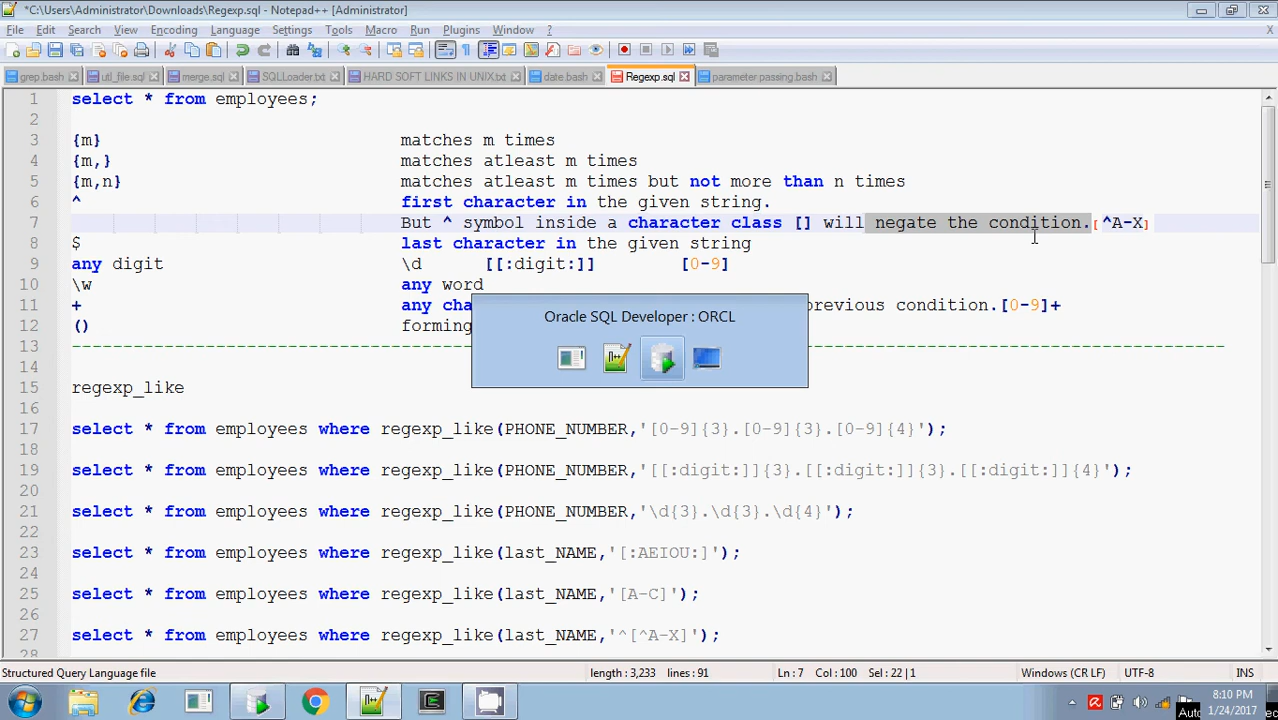 *C:\Users\Administrator\Downloads\Regexp.sql - Notepad++ [Administrator]
File Edit Search View Encoding Language Settings Tools Macro Run Plugins Window ? X
grep bash utl_file.sql merge.sql SQLLoader.txt HARD SOFT LINKS IN UNIX.txt date.bash Regexp.sql parameter passing.bash
1 select * from employees;
2
3 {m} matches m times
4 {m,} matches atleast m times
5 {m,n} matches atleast m times but not more than n times
6 ^ first character in the given string.
7 But ^ symbol inside a character class [] will negate the condition.[^A-X]
8 $ last character in the given string
9 any digit \d [[:digit:]] [0-9]
10 \w any word
11 + any cha previous condition.[0-9]+
12 () forming
Oracle SQL Developer : ORCL
13 ----------------------------------------------------------------------------------------------------------------
14
15 regexp_like
16
17 select * from employees where regexp_like(PHONE_NUMBER,'[0-9]{3}.[0-9]{3}.[0-9]{4}');
18
19 select * from employees where regexp_like(PHONE_NUMBER,'[[:digit:]]{3}.[[:digit:]]{3}.[[:digit:]]{4}');
20
21 select * from employees where regexp_like(PHONE_NUMBER,'\d{3}.\d{3}.\d{4}');
22
23 select * from employees where regexp_like(last_NAME,'[:AEIOU:]');
24
25 select * from employees where regexp_like(last_NAME,'[A-C]');
26
27 select * from employees where regexp_like(last_NAME,'^[^A-X]');
28
Structured Query Language file length : 3,233 lines : 91 Ln : 7 Col : 100 Sel : 22 | 1 Windows (CR LF) UTF-8 INS
8:10 PM
1/24/2017